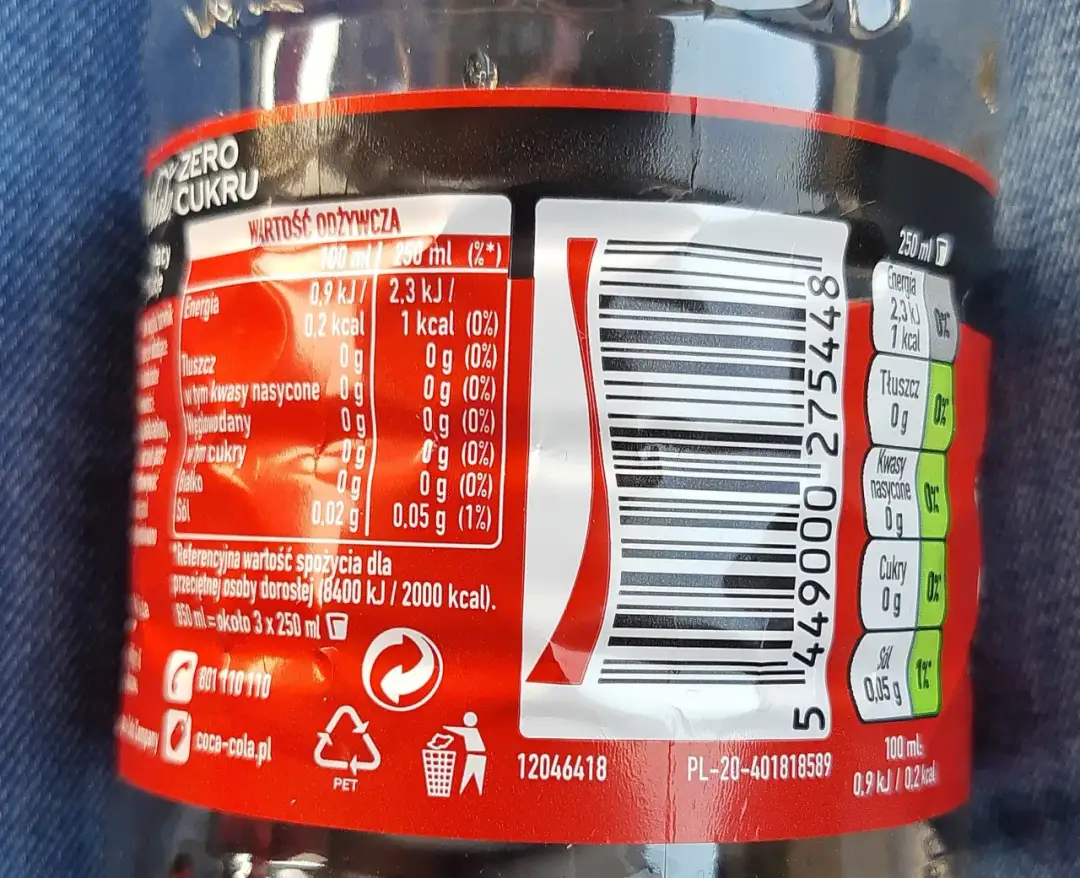 ZERO
CUKRU
WARTOŚĆ ODŻYWCZA
100 ml 250 ml (%*)
Energia 0,9 kJ / 2,3 kJ /
0,2 kcal 1 kcal (0%)
Tłuszcz 0 g 0 g (0%)
w tym kwasy nasycone 0 g 0 g (0%)
Węglowodany 0 g 0 g (0%)
w tym cukry 0 g 0 g (0%)
Białko 0 g 0 g (0%)
Sól 0,02 g 0,05 g (1%)
*Referencyjna wartość spożycia dla
przeciętnej osoby dorosłej (8400 kJ / 2000 kcal).
850 ml = około 3 x 250 ml
801 110 110
coca-cola.pl
PET
12046418
PL-20-401818589
5 449000 275448
250 ml
Energia
2,3 kJ
1 kcal
0%*
Tłuszcz
0 g
0%*
Kwasy
nasycone
0 g
0%*
Cukry
0 g
0%*
Sól
0,05 g
1%*
100 ml:
0,9 kJ / 0,2 kcal